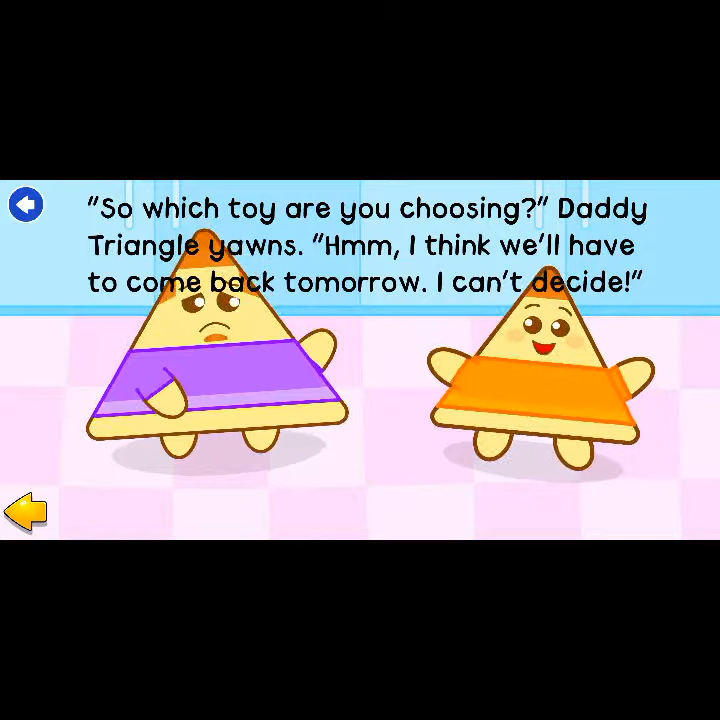 “So which toy are you choosing?” Daddy
Triangle yawns. “Hmm, I think we’ll have
to come back tomorrow. I can’t decide!”